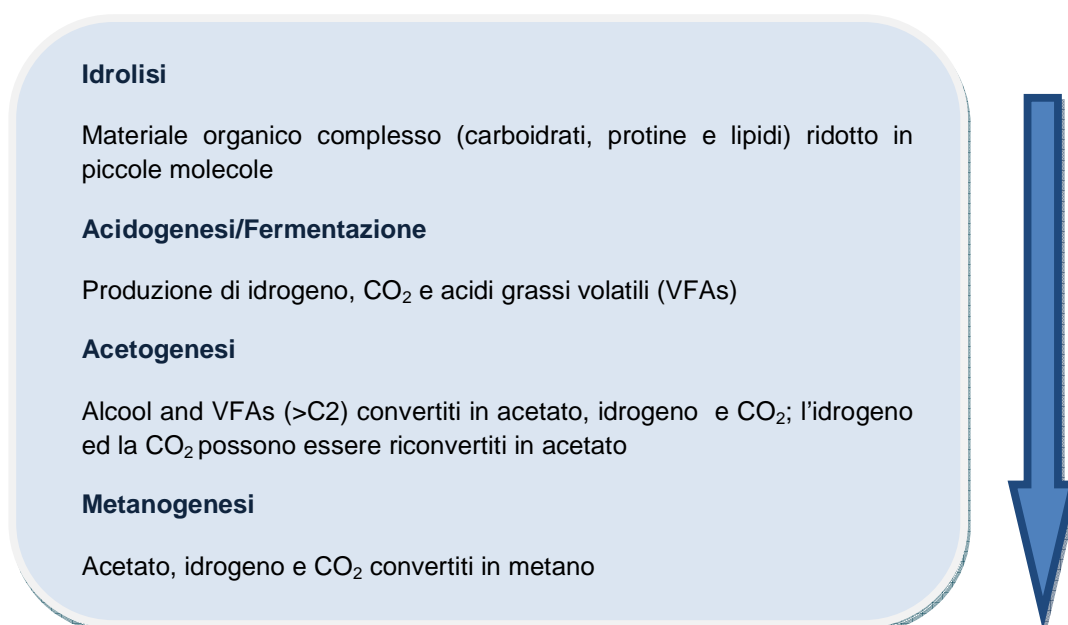 Idrolisi
Materiale organico complesso (carboidrati, protine e lipidi) ridotto in
piccole molecole
Acidogenesi/Fermentazione
Produzione di idrogeno, CO₂ e acidi grassi volatili (VFAs)
Acetogenesi
Alcool and VFAs (>C2) convertiti in acetato, idrogeno e CO₂; l'idrogeno
ed la CO₂ possono essere riconvertiti in acetato
Metanogenesi
Acetato, idrogeno e CO₂ convertiti in metano